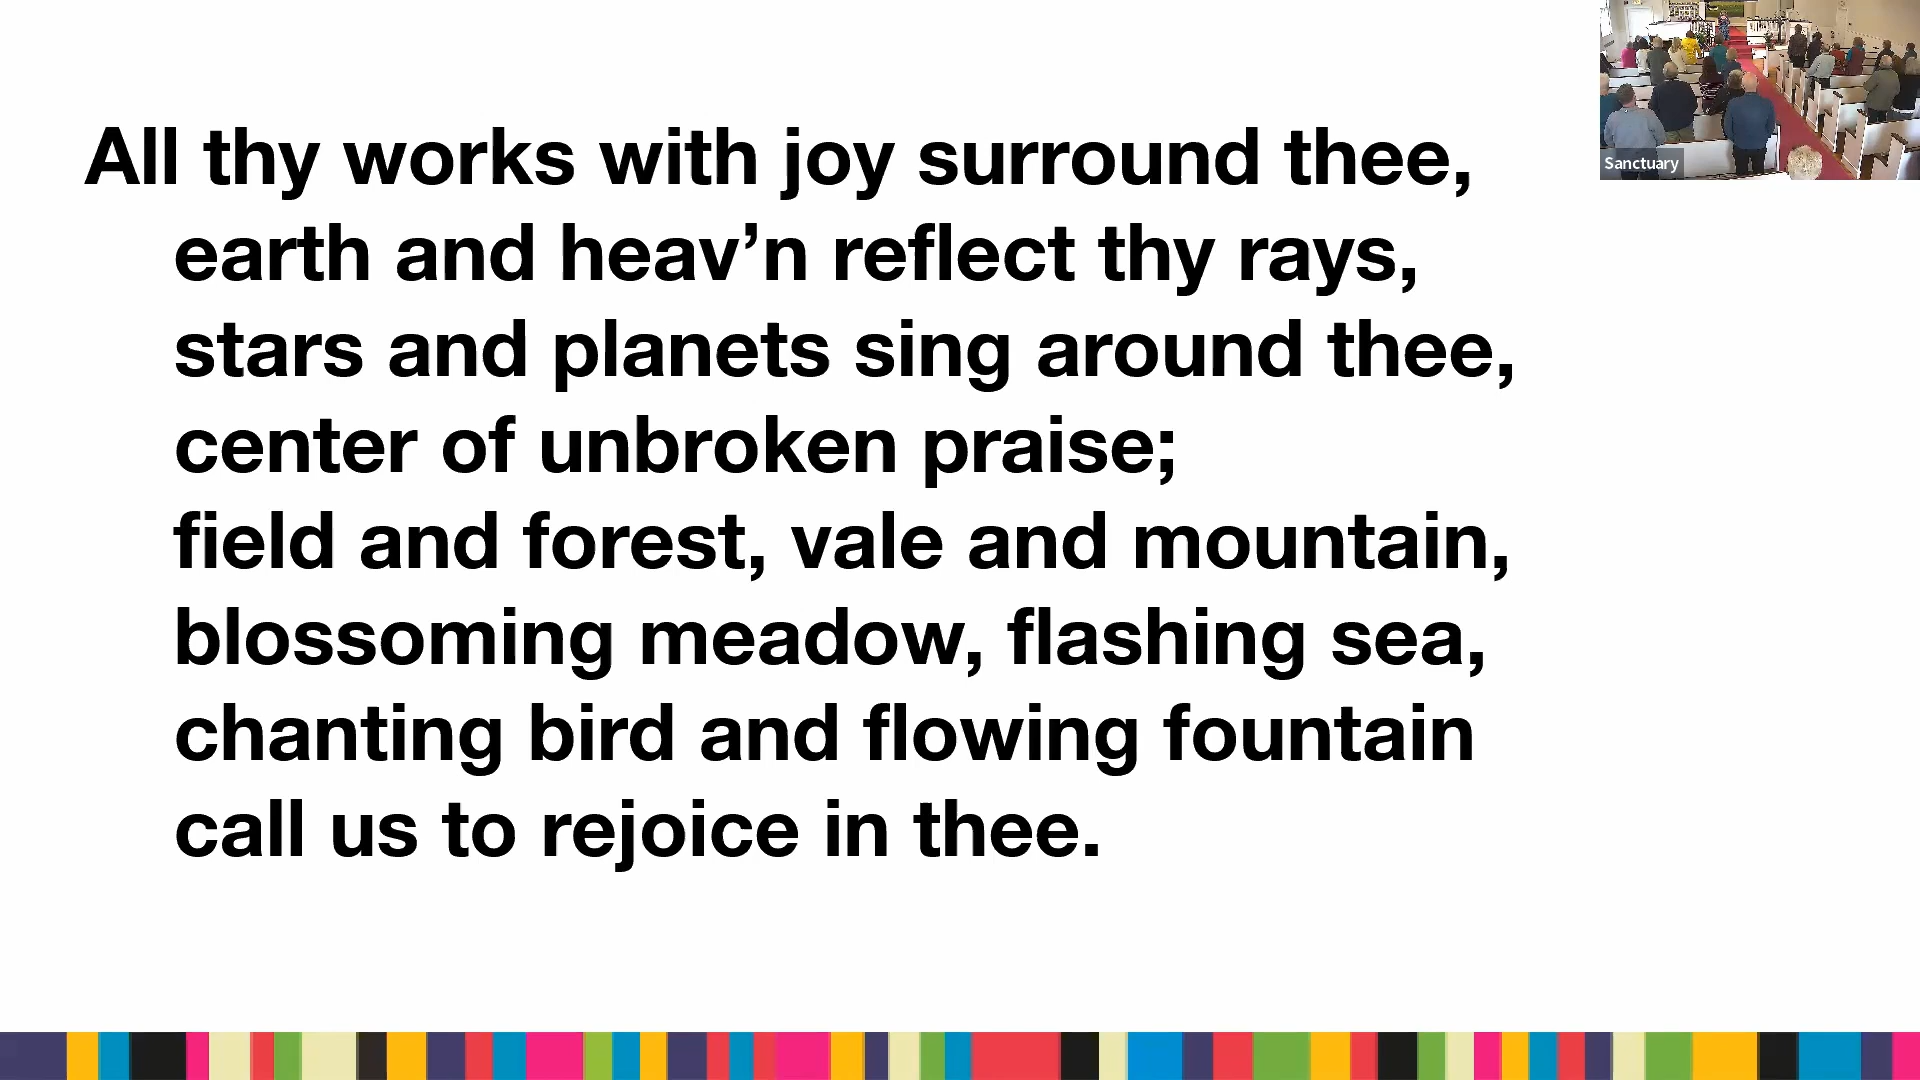 All thy works with joy surround thee,
earth and heav’n reflect thy rays,
stars and planets sing around thee,
center of unbroken praise;
field and forest, vale and mountain,
blossoming meadow, flashing sea,
chanting bird and flowing fountain
call us to rejoice in thee.
Sanctuary